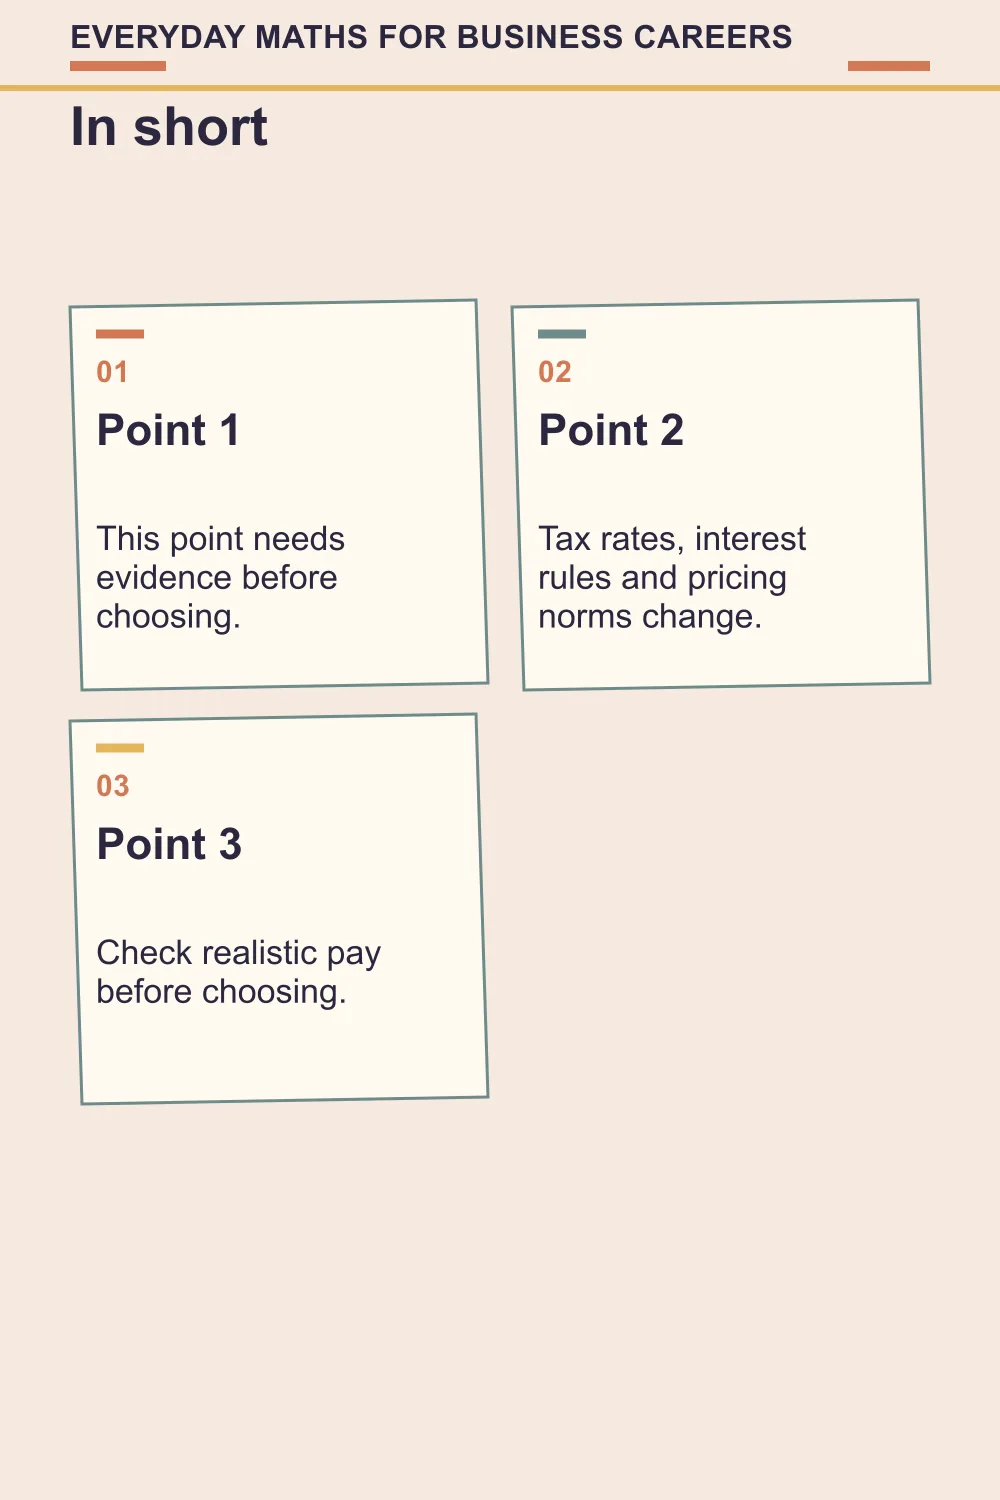 EVERYDAY MATHS FOR BUSINESS CAREERS
In short
01
Point 1
This point needs
evidence before
choosing.
02
Point 2
Tax rates, interest
rules and pricing
norms change.
03
Point 3
Check realistic pay
before choosing.